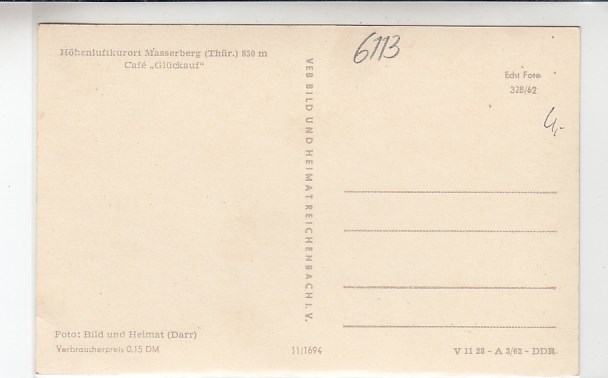 Höhenluftkurort Masserberg (Thür.) 850 m
Café „Glückauf"
6113
Echt Foto
328/62
4,-
VEB BILD UND HEIMAT REICHENBACH I. V.
Foto: Bild und Heimat (Darr)
Verbraucherpreis 0,15 DM
11/1694
V 11 28 - A 3/62 - DDR